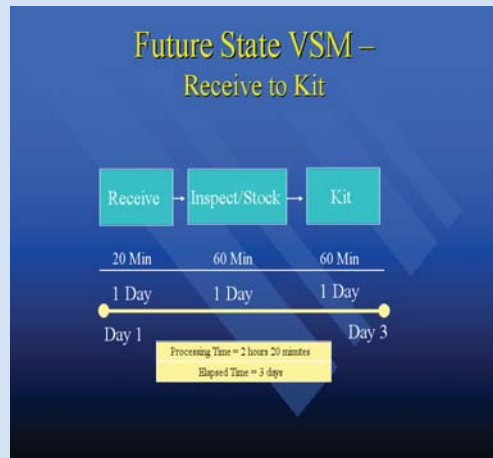 Future State VSM –
Receive to Kit
Receive Inspect/Stock Kit
20 Min 60 Min 60 Min
1 Day 1 Day 1 Day
Day 1 Day 3
Processing Time = 2 hours 20 minutes
Elapsed Time = 3 days